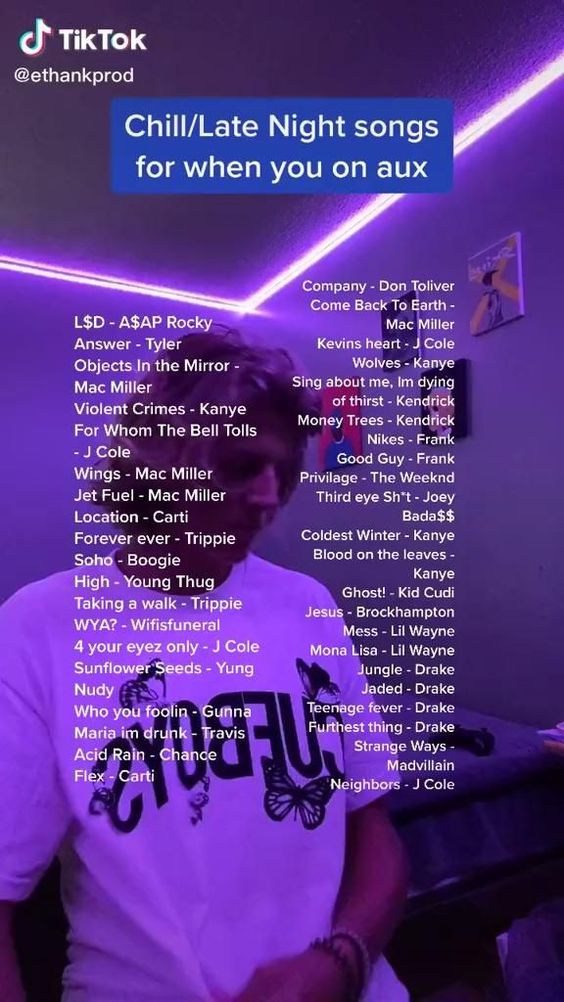 TikTok
@ethankprod
Chill/Late Night songs
for when you on aux
L$D - A$AP Rocky
Answer - Tyler
Objects In the Mirror -
Mac Miller
Violent Crimes - Kanye
For Whom The Bell Tolls
- J Cole
Wings - Mac Miller
Jet Fuel - Mac Miller
Location - Carti
Forever ever - Trippie
Soho - Boogie
High - Young Thug
Taking a walk - Trippie
WYA? - Wifisfuneral
4 your eyez only - J Cole
Sunflower Seeds - Yung
Nudy
Who you foolin - Gunna
Maria im drunk - Travis
Acid Rain - Chance
Flex - Carti
Company - Don Toliver
Come Back To Earth -
Mac Miller
Kevins heart - J Cole
Wolves - Kanye
Sing about me, Im dying
of thirst - Kendrick
Money Trees - Kendrick
Nikes - Frank
Good Guy - Frank
Privilage - The Weeknd
Third eye Sh*t - Joey
Bada$$
Coldest Winter - Kanye
Blood on the leaves -
Kanye
Ghost! - Kid Cudi
Jesus - Brockhampton
Mess - Lil Wayne
Mona Lisa - Lil Wayne
Jungle - Drake
Jaded - Drake
Teenage fever - Drake
Furthest thing - Drake
Strange Ways -
Madvillain
Neighbors - J Cole